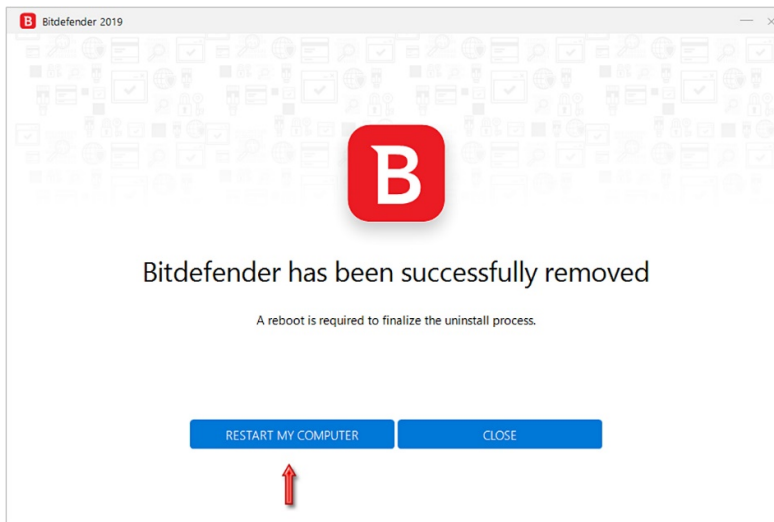 Bitdefender 2019
B
Bitdefender has been successfully removed
A reboot is required to finalize the uninstall process.
RESTART MY COMPUTER
CLOSE